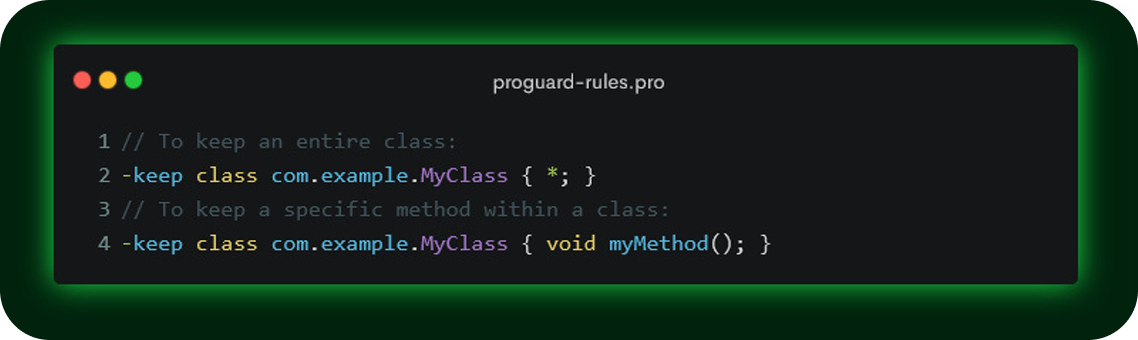 proguard-rules.pro
1 // To keep an entire class:
2 -keep class com.example.MyClass { *; }
3 // To keep a specific method within a class:
4 -keep class com.example.MyClass { void myMethod(); }